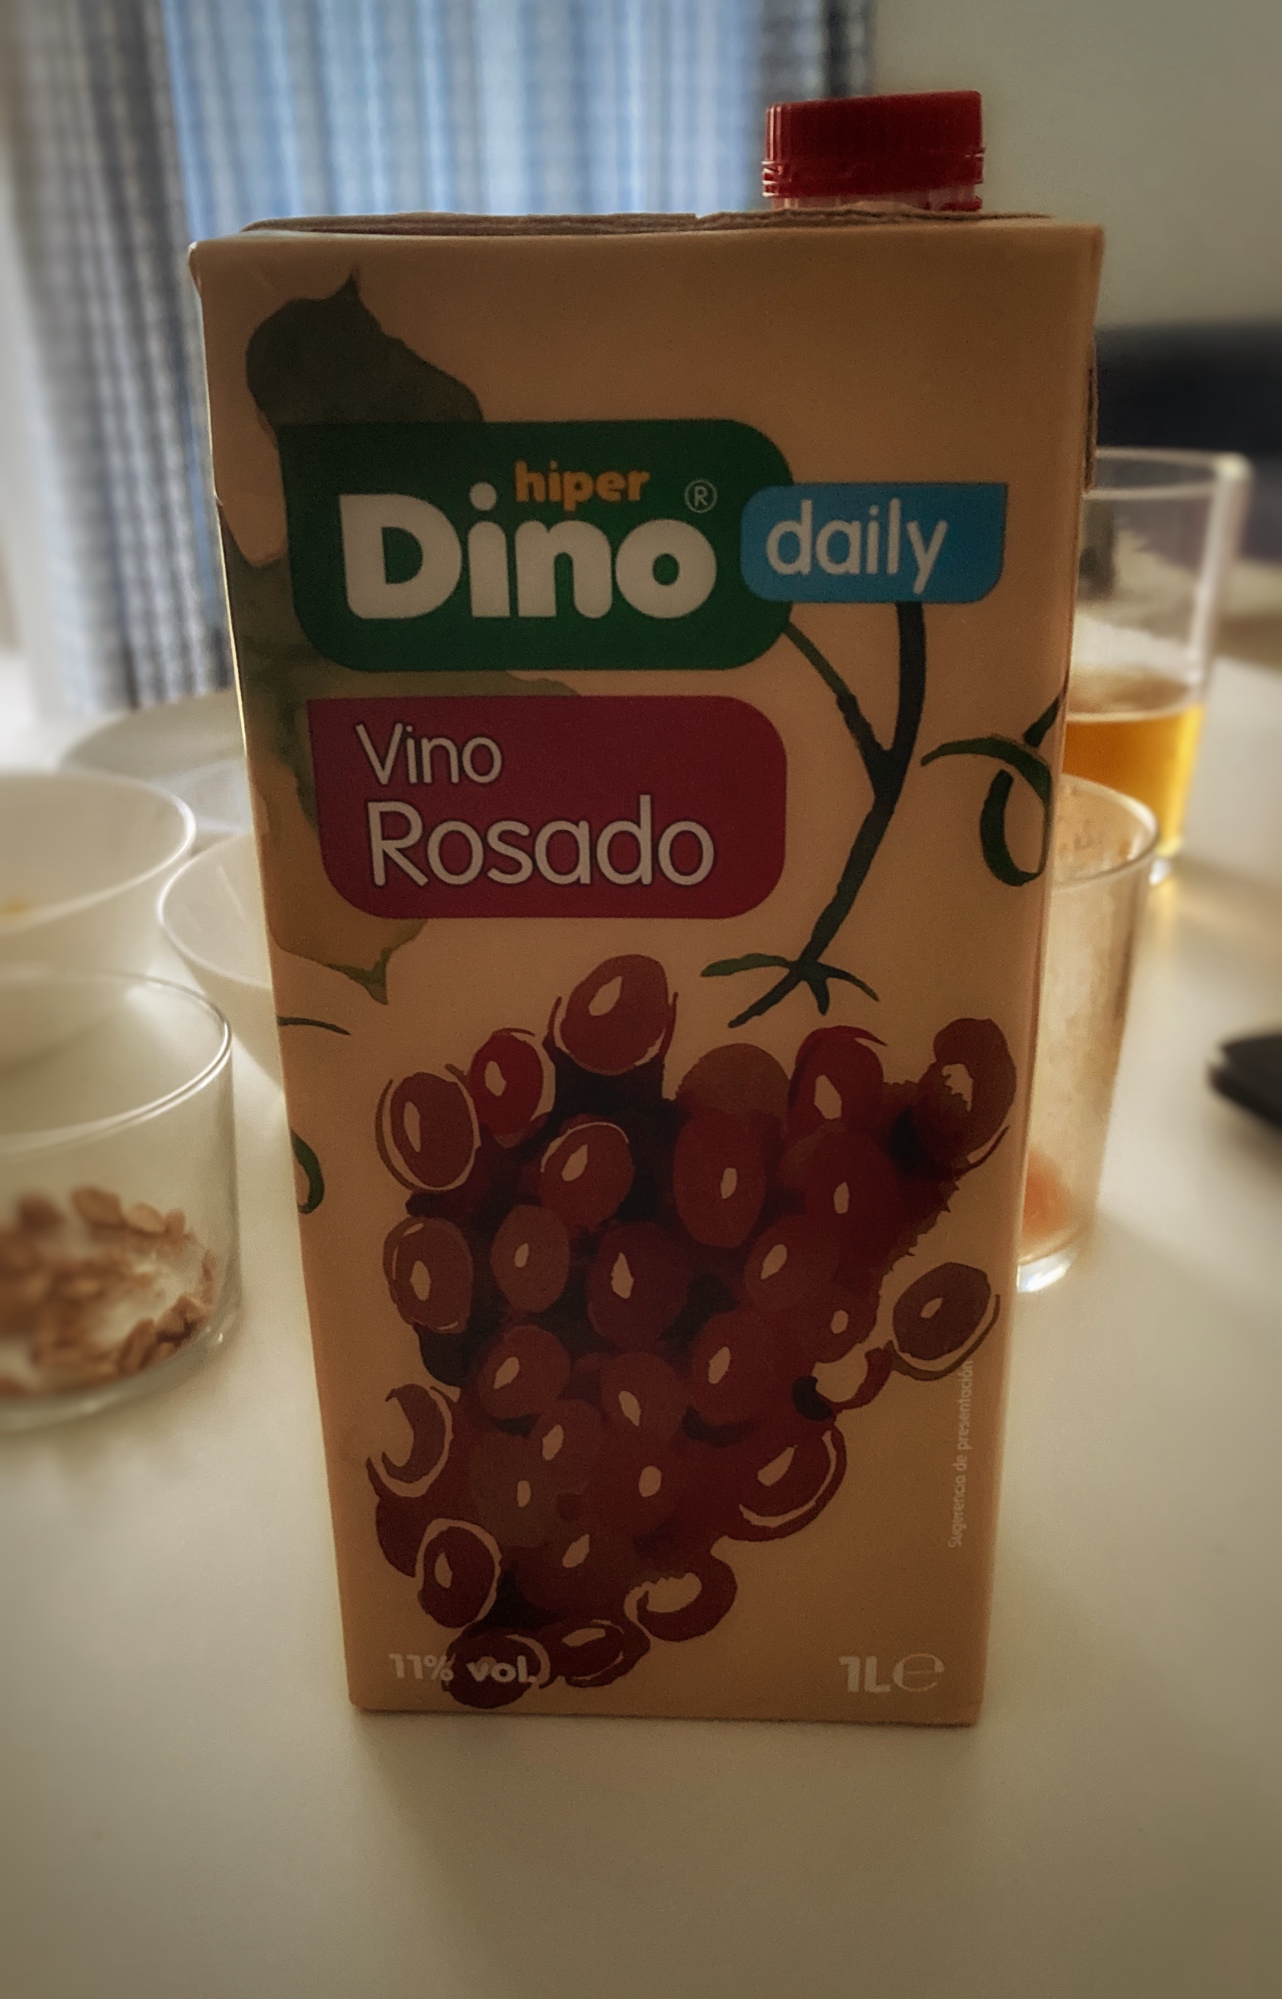 hiper
Dino®
daily
Vino
Rosado
Sugerencia de presentación
11% vol.
1L℮